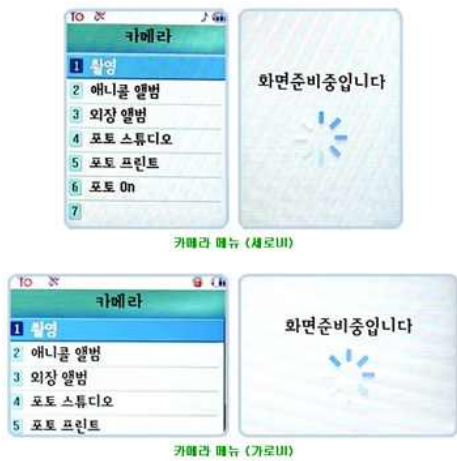 카메라
1 촬영
2 애니콜 앨범
3 외장 앨범
4 포토 스튜디오
5 포토 프린트
6 포토 On
7
화면준비중입니다
카메라 메뉴 (세로UI)
카메라
1 촬영
2 애니콜 앨범
3 외장 앨범
4 포토 스튜디오
5 포토 프린트
화면준비중입니다
카메라 메뉴 (가로UI)